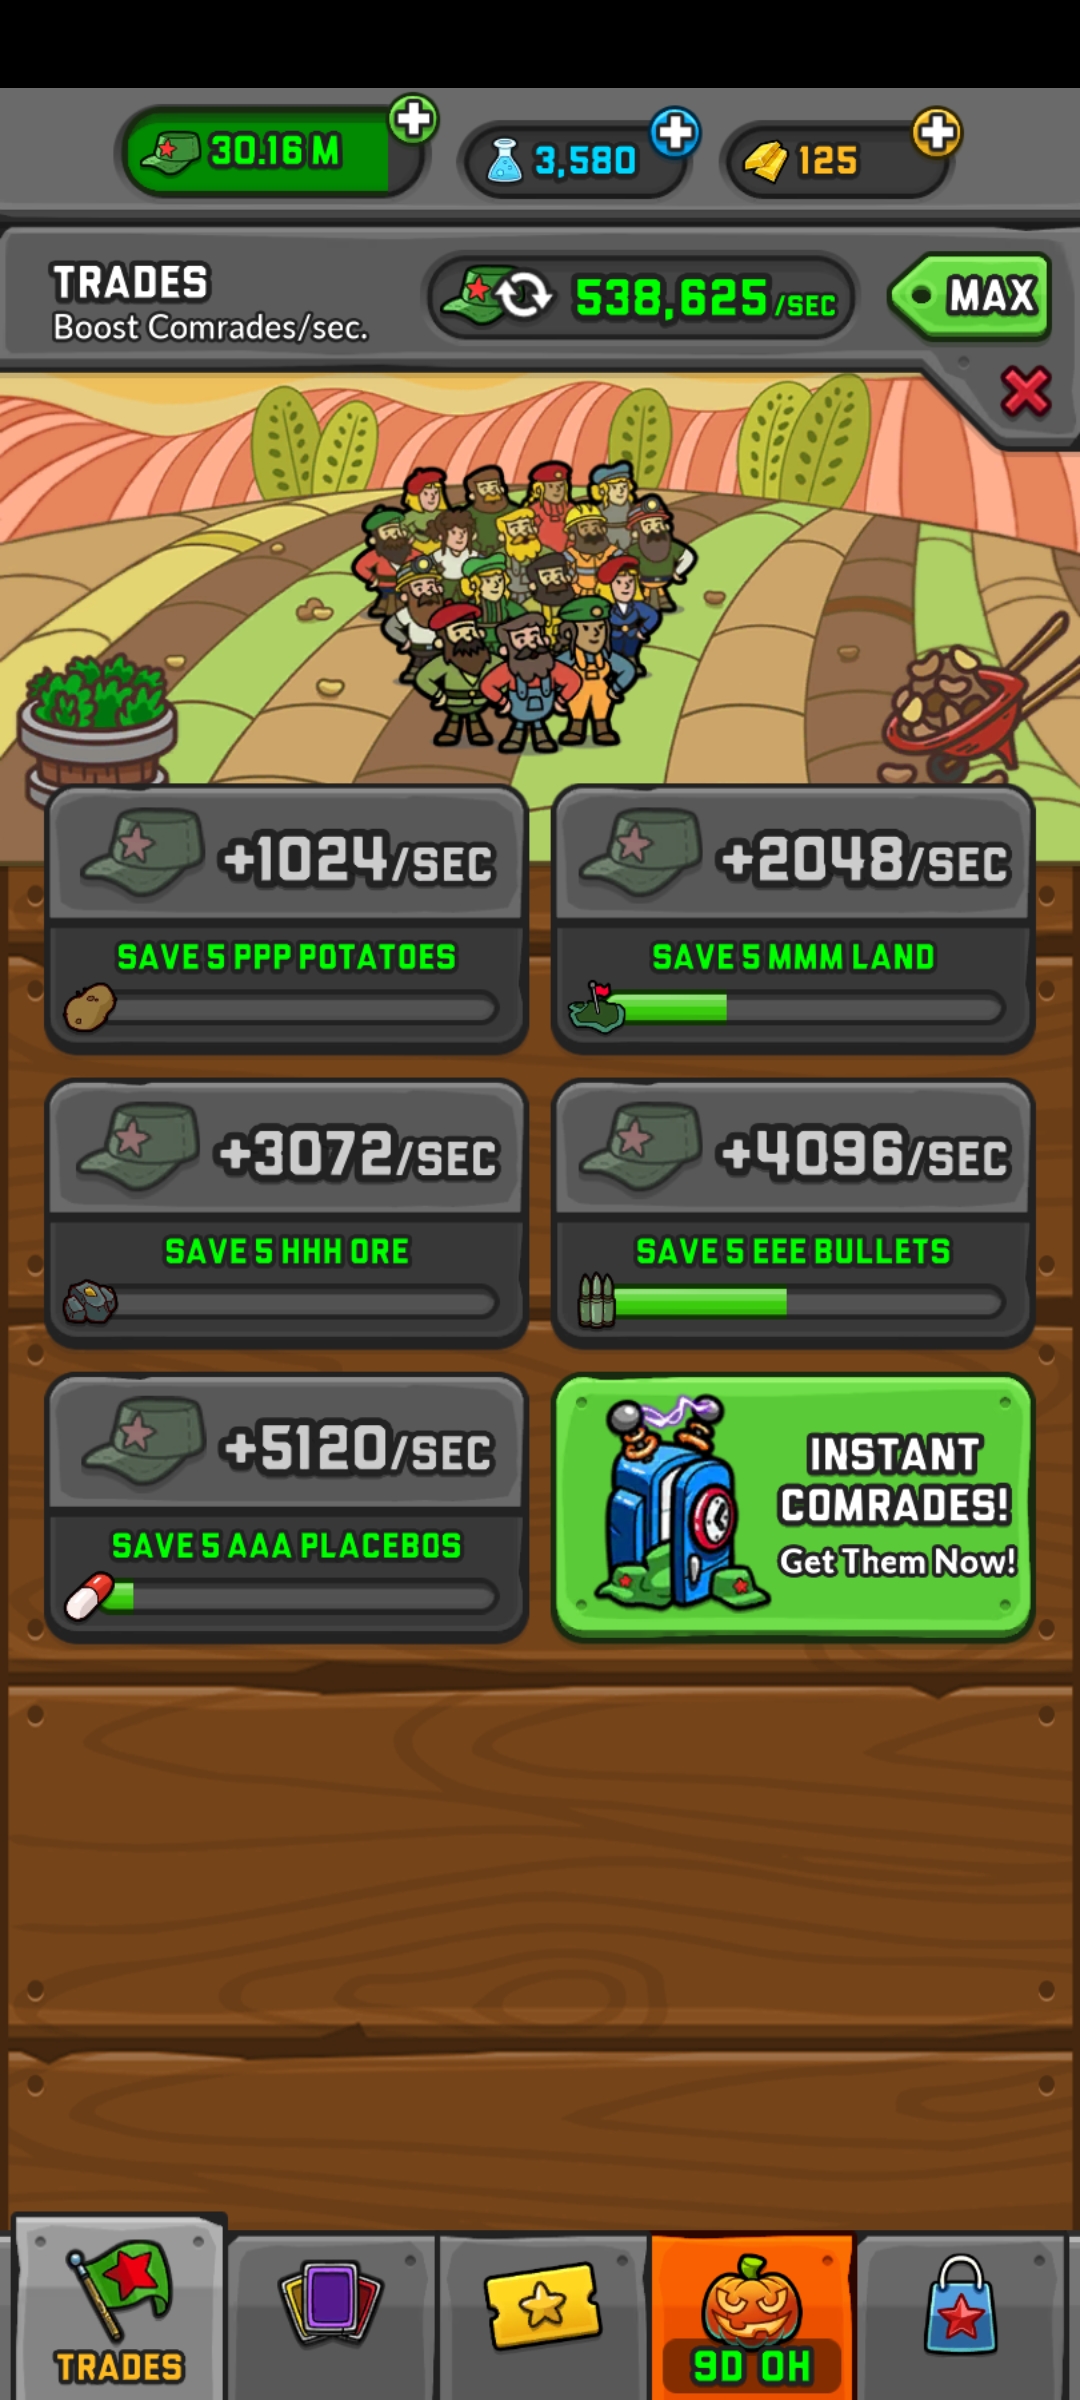 30.16 M
3,580
125
TRADES
Boost Comrades/sec.
538,625/SEC
MAX
+1024/SEC
SAVE 5 PPP POTATOES
+2048/SEC
SAVE 5 MMM LAND
+3072/SEC
SAVE 5 HHH ORE
+4096/SEC
SAVE 5 EEE BULLETS
+5120/SEC
SAVE 5 AAA PLACEBOS
INSTANT
COMRADES!
Get Them Now!
TRADES
9D 0H